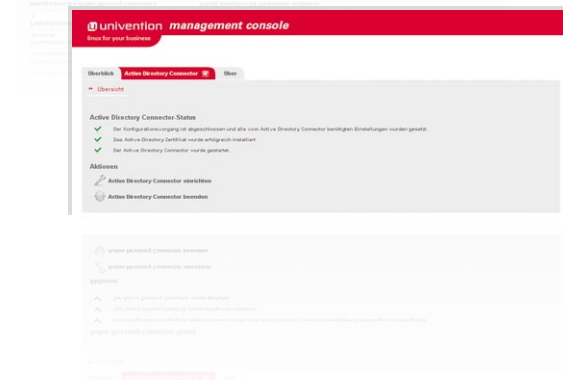 univention management console
linux for your business
Überblick Active Directory Connector Über
Übersicht
Active Directory Connector-Status
Der Konfigurationsvorgang ist abgeschlossen und alle vom Active Directory Connector benötigten Einstellungen wurden gesetzt.
Das Active Directory-Zertifikat wurde erfolgreich installiert.
Der Active Directory Connector wurde gestartet.
Aktionen
Active Directory Connector einrichten
Active Directory Connector beenden